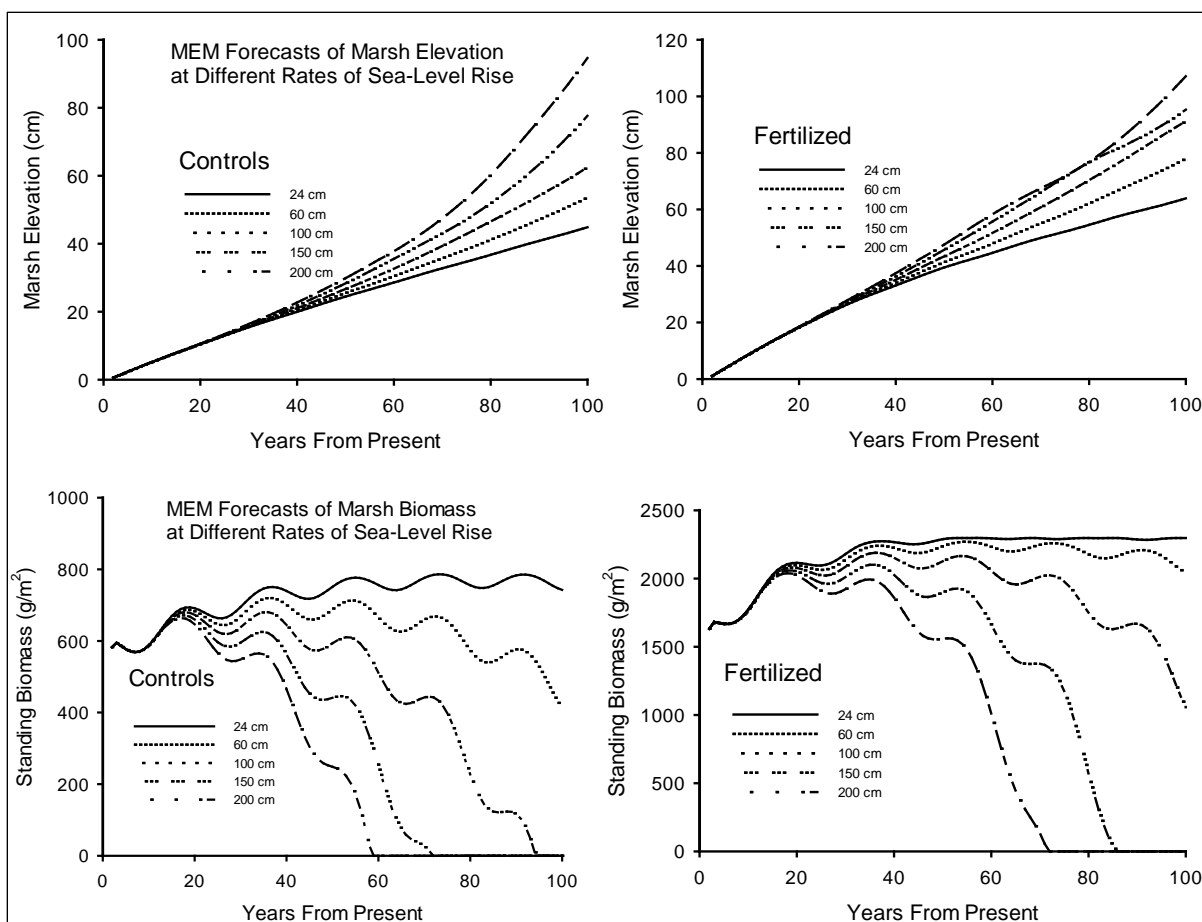 MEM Forecasts of Marsh Elevation
at Different Rates of Sea-Level Rise
Controls
24 cm
60 cm
100 cm
150 cm
200 cm
Marsh Elevation (cm)
100
80
60
40
20
0
0 20 40 60 80 100
Years From Present
Fertilized
24 cm
60 cm
100 cm
150 cm
200 cm
Marsh Elevation (cm)
120
100
80
60
40
20
0
0 20 40 60 80 100
Years From Present
MEM Forecasts of Marsh Biomass
at Different Rates of Sea-Level Rise
Controls
24 cm
60 cm
100 cm
150 cm
200 cm
Standing Biomass (g/m²)
1000
800
600
400
200
0
0 20 40 60 80 100
Years From Present
Fertilized
24 cm
60 cm
100 cm
150 cm
200 cm
Standing Biomass (g/m²)
2500
2000
1500
1000
500
0
0 20 40 60 80 100
Years From Present